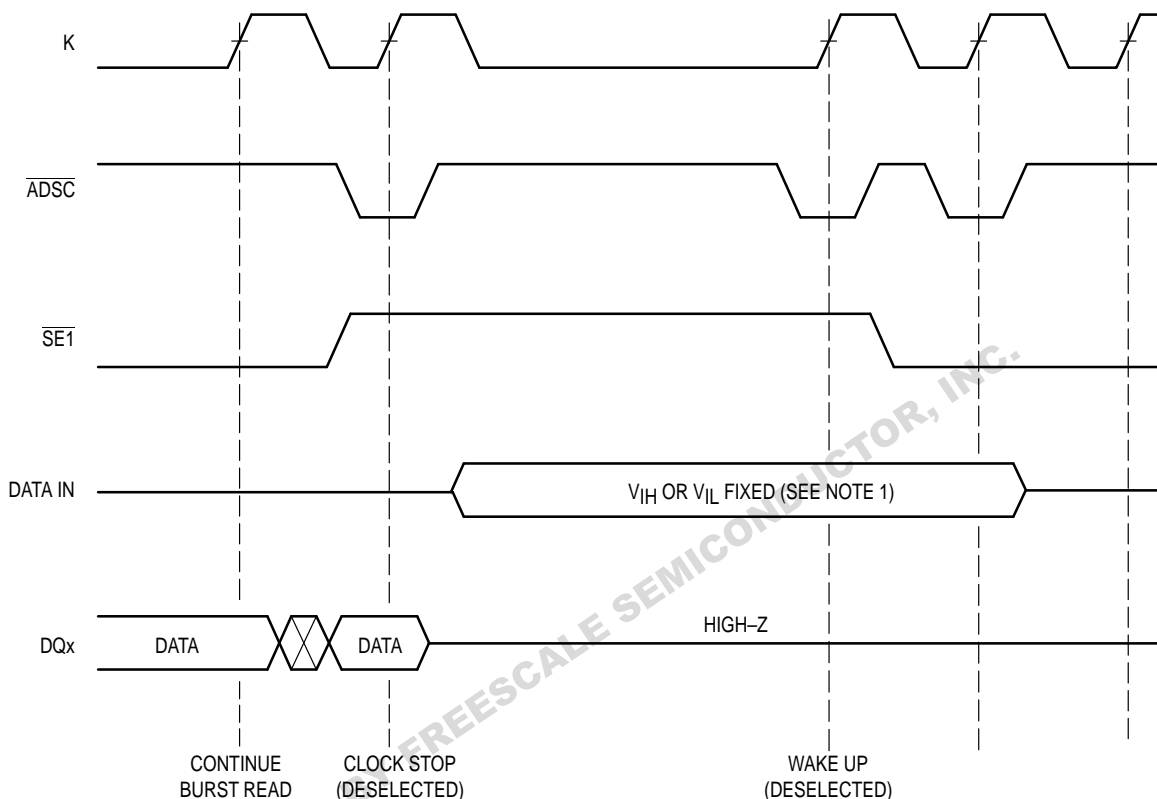 K
ADSC
SE1
DATA IN
VIH OR VIL FIXED (SEE NOTE 1)
DQx
DATA
DATA
HIGH–Z
CONTINUE
BURST READ
CLOCK STOP
(DESELECTED)
WAKE UP
(DESELECTED)
BY FREESCALE SEMICONDUCTOR, INC.